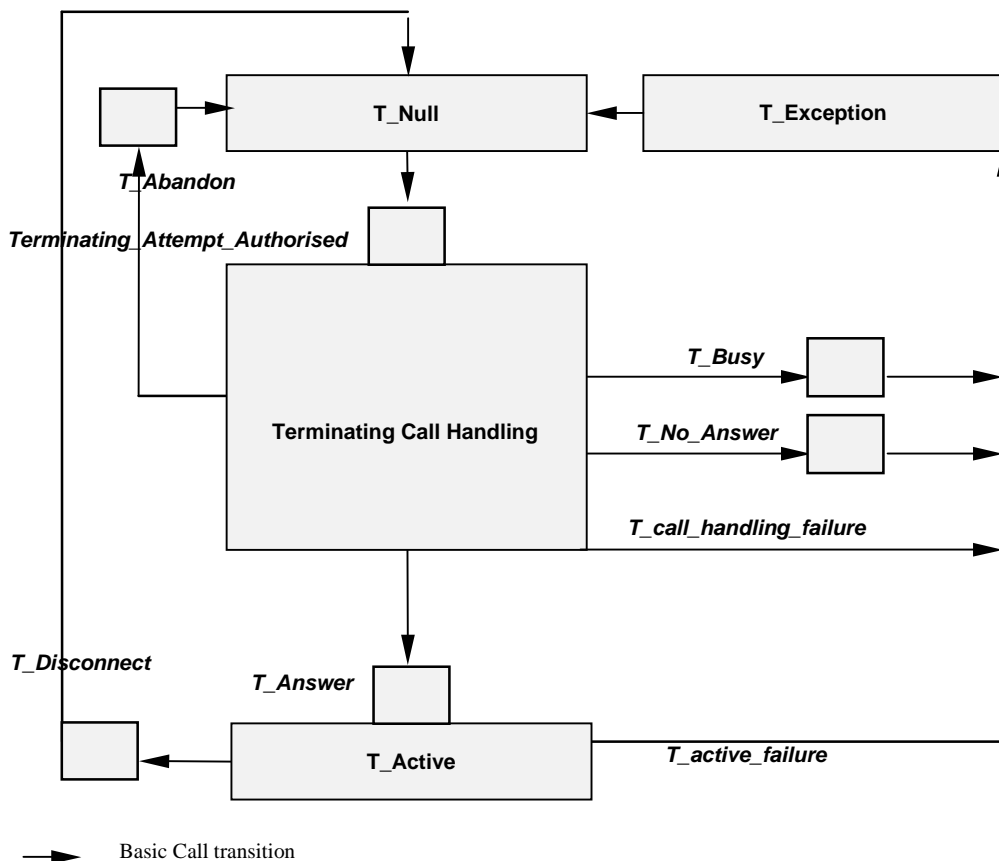 T_Null
T_Exception
T_Abandon
Terminating_Attempt_Authorised
T_Busy
Terminating Call Handling
T_No_Answer
T_call_handling_failure
T_Disconnect
T_Answer
T_Active
T_active_failure
Basic Call transition